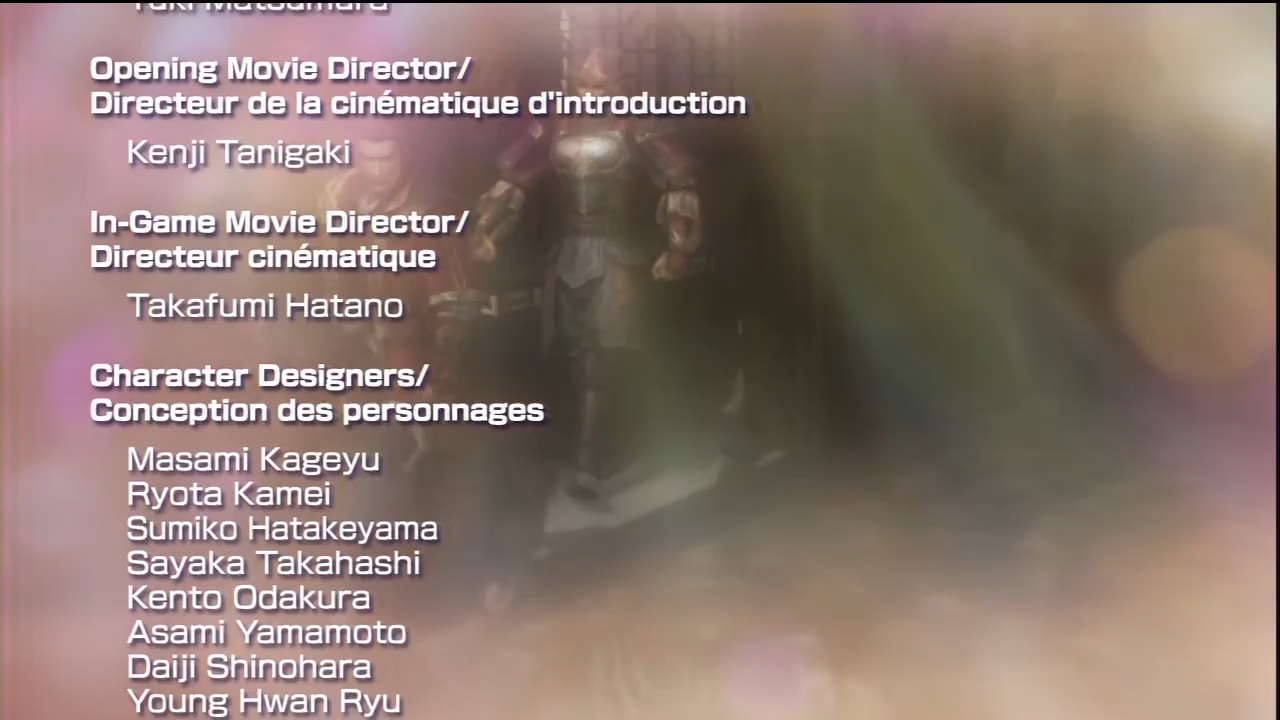 Yuki Matsumura
Opening Movie Director/
Directeur de la cinématique d'introduction
Kenji Tanigaki
In-Game Movie Director/
Directeur cinématique
Takafumi Hatano
Character Designers/
Conception des personnages
Masami Kageyu
Ryota Kamei
Sumiko Hatakeyama
Sayaka Takahashi
Kento Odakura
Asami Yamamoto
Daiji Shinohara
Young Hwan Ryu